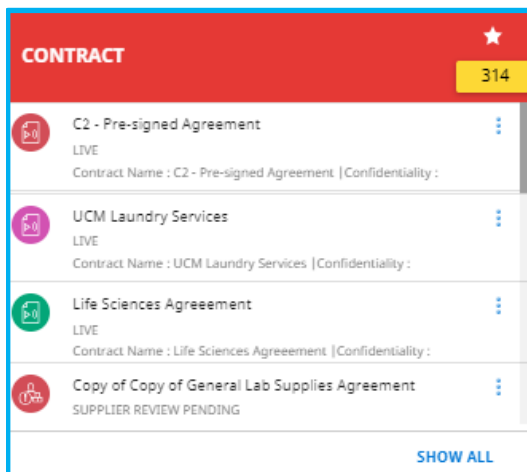 CONTRACT
314
C2 - Pre-signed Agreement
LIVE
Contract Name : C2 - Pre-signed Agreement |Confidentiality :
UCM Laundry Services
LIVE
Contract Name : UCM Laundry Services |Confidentiality :
Life Sciences Agreeement
LIVE
Contract Name : Life Sciences Agreeement |Confidentiality :
Copy of Copy of General Lab Supplies Agreement
SUPPLIER REVIEW PENDING
SHOW ALL